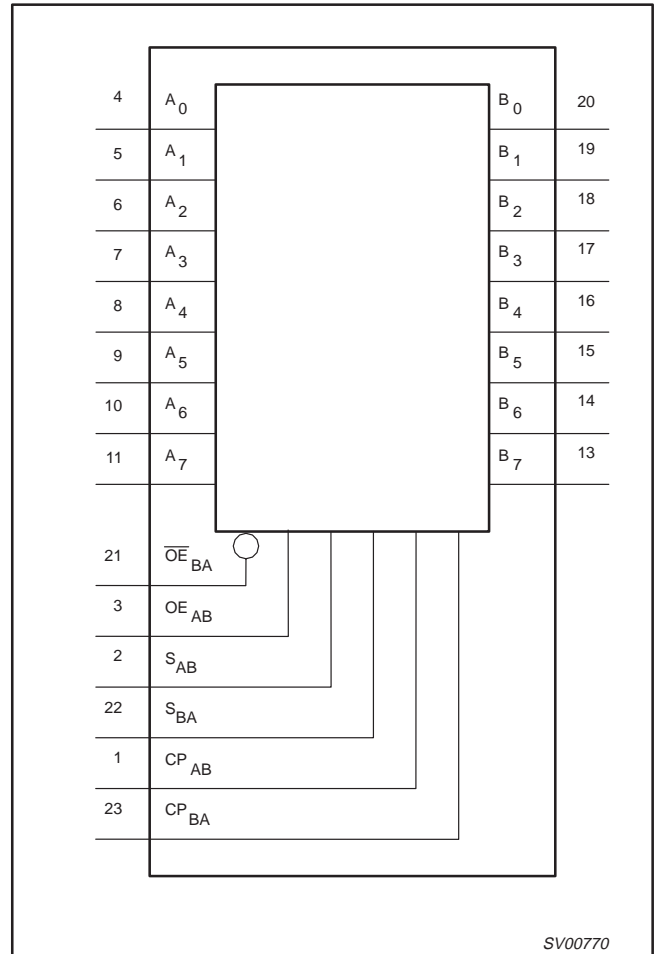 4 A0 B0 20
5 A1 B1 19
6 A2 B2 18
7 A3 B3 17
8 A4 B4 16
9 A5 B5 15
10 A6 B6 14
11 A7 B7 13
21 O̅E̅BA
3 OEAB
2 SAB
22 SBA
1 CPAB
23 CPBA
SV00770